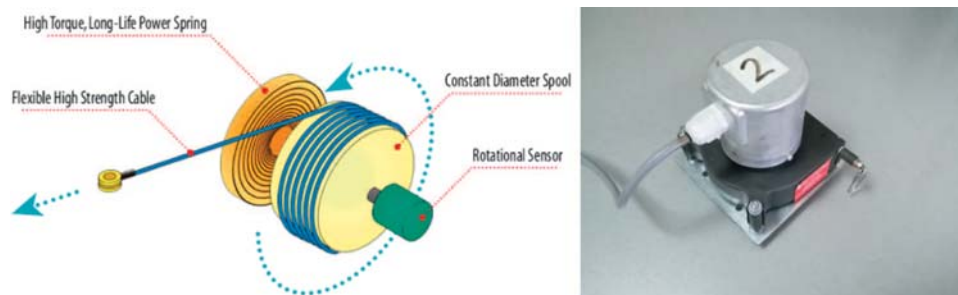 High Torque, Long-Life Power Spring
Flexible High Strength Cable
Constant Diameter Spool
Rotational Sensor
2